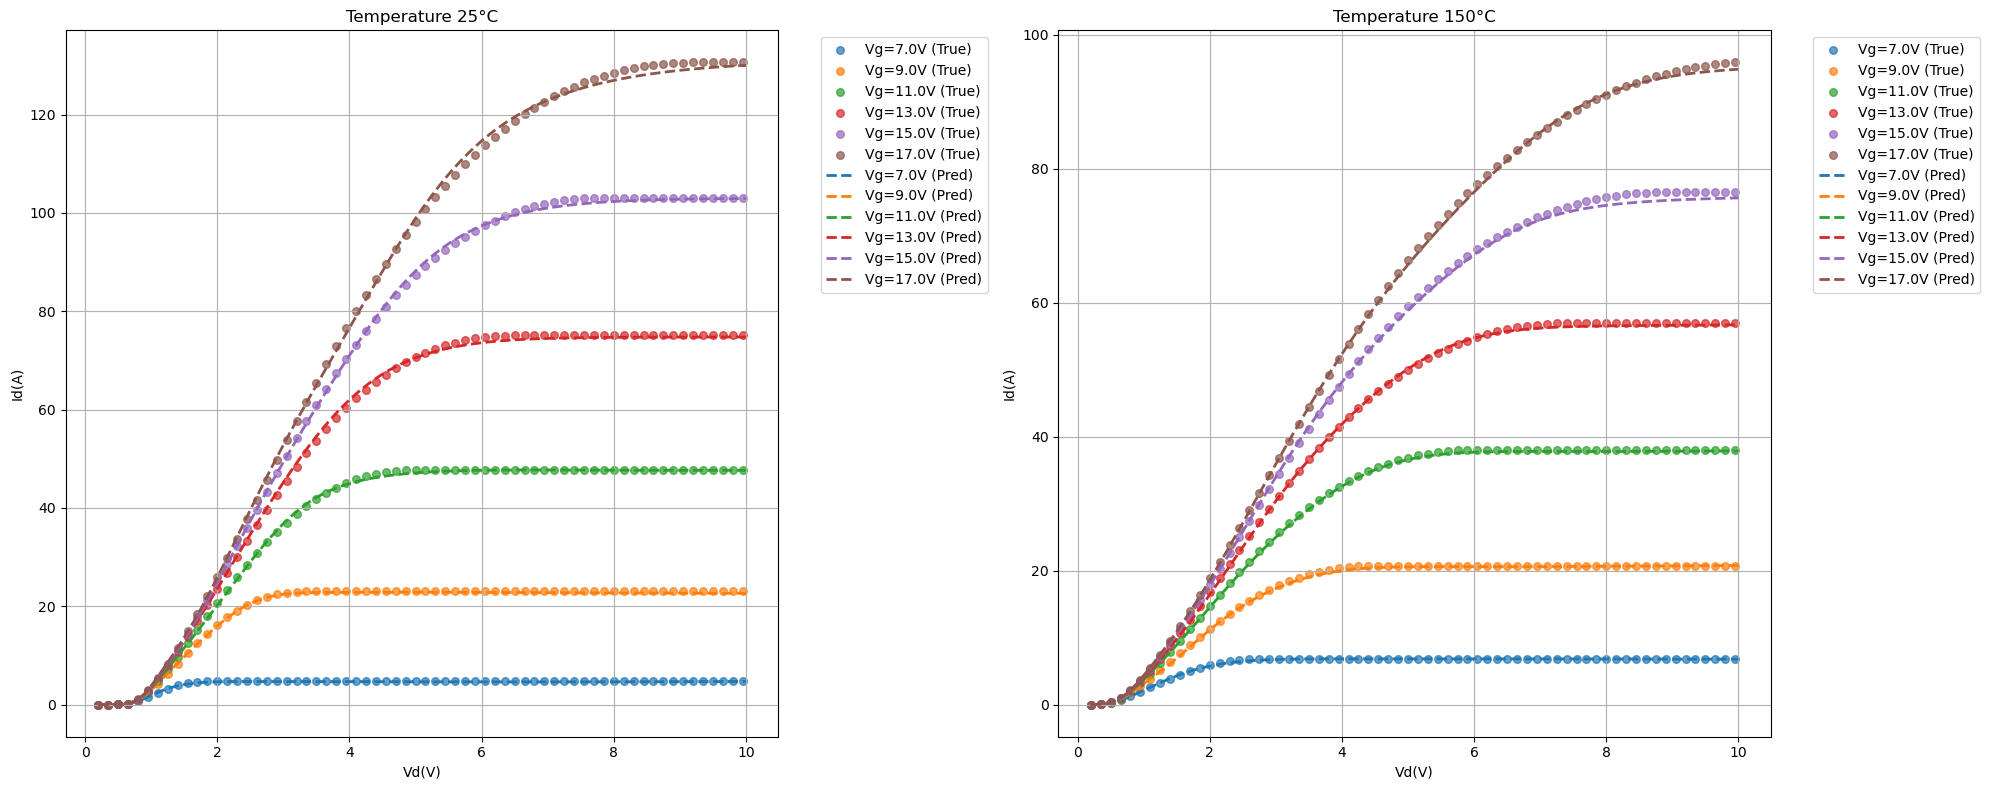 Temperature 25°C
Id(A)
120
100
80
60
40
20
0
0 2 4 6 8 10
Vd(V)
Vg=7.0V (True)
Vg=9.0V (True)
Vg=11.0V (True)
Vg=13.0V (True)
Vg=15.0V (True)
Vg=17.0V (True)
Vg=7.0V (Pred)
Vg=9.0V (Pred)
Vg=11.0V (Pred)
Vg=13.0V (Pred)
Vg=15.0V (Pred)
Vg=17.0V (Pred)
Temperature 150°C
Id(A)
100
80
60
40
20
0
0 2 4 6 8 10
Vd(V)
Vg=7.0V (True)
Vg=9.0V (True)
Vg=11.0V (True)
Vg=13.0V (True)
Vg=15.0V (True)
Vg=17.0V (True)
Vg=7.0V (Pred)
Vg=9.0V (Pred)
Vg=11.0V (Pred)
Vg=13.0V (Pred)
Vg=15.0V (Pred)
Vg=17.0V (Pred)